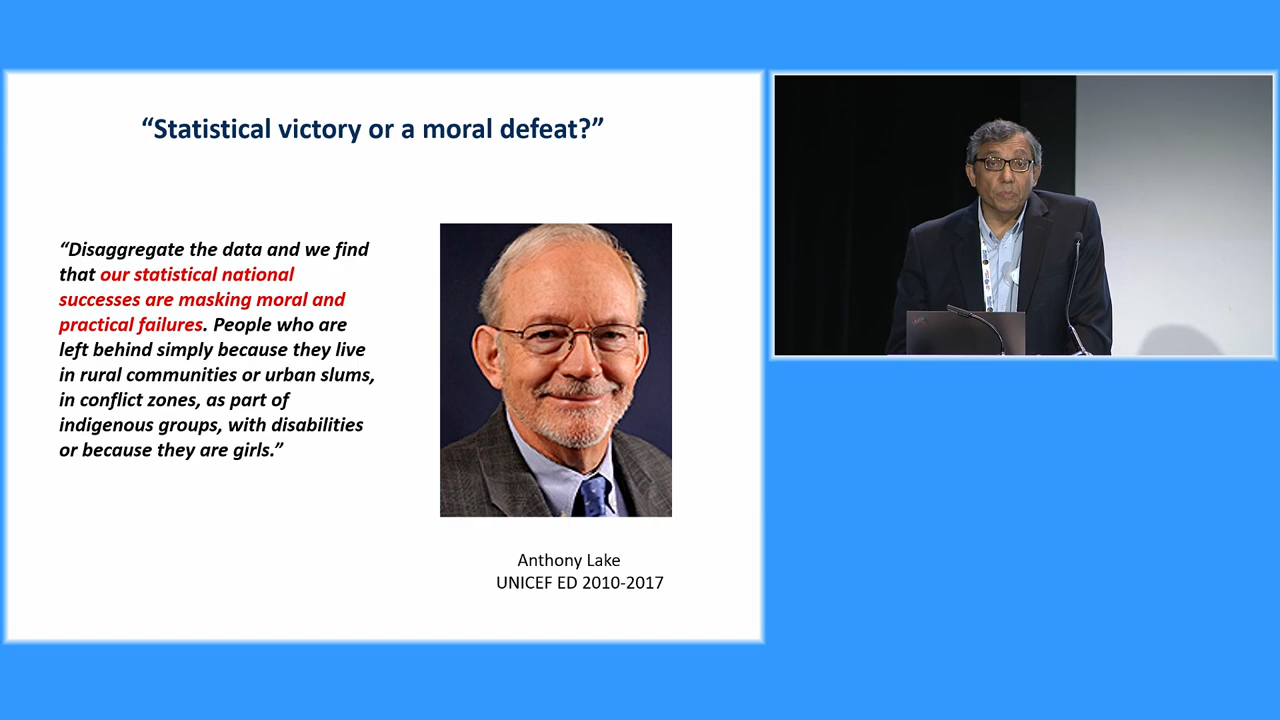 “Statistical victory or a moral defeat?”
“Disaggregate the data and we find
that our statistical national
successes are masking moral and
practical failures. People who are
left behind simply because they live
in rural communities or urban slums,
in conflict zones, as part of
indigenous groups, with disabilities
or because they are girls.”
Anthony Lake
UNICEF ED 2010-2017